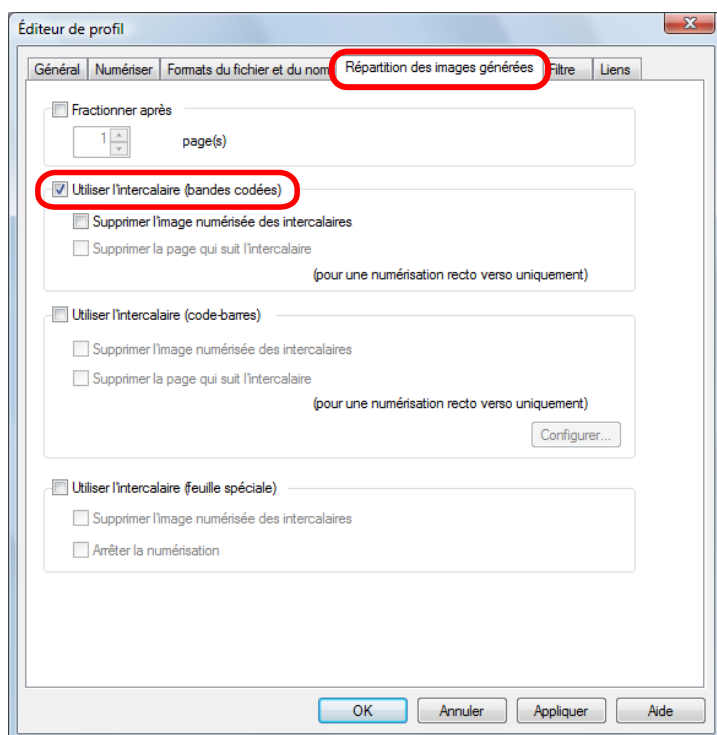 Éditeur de profil
Général Numériser Formats du fichier et du nom Répartition des images générées Filtre Liens
Fractionner après
1 page(s)
Utiliser l'intercalaire (bandes codées)
Supprimer l'image numérisée des intercalaires
Supprimer la page qui suit l'intercalaire
(pour une numérisation recto verso uniquement)
Utiliser l'intercalaire (code-barres)
Supprimer l'image numérisée des intercalaires
Supprimer la page qui suit l'intercalaire
(pour une numérisation recto verso uniquement)
Configurer...
Utiliser l'intercalaire (feuille spéciale)
Supprimer l'image numérisée des intercalaires
Arrêter la numérisation
OK Annuler Appliquer Aide